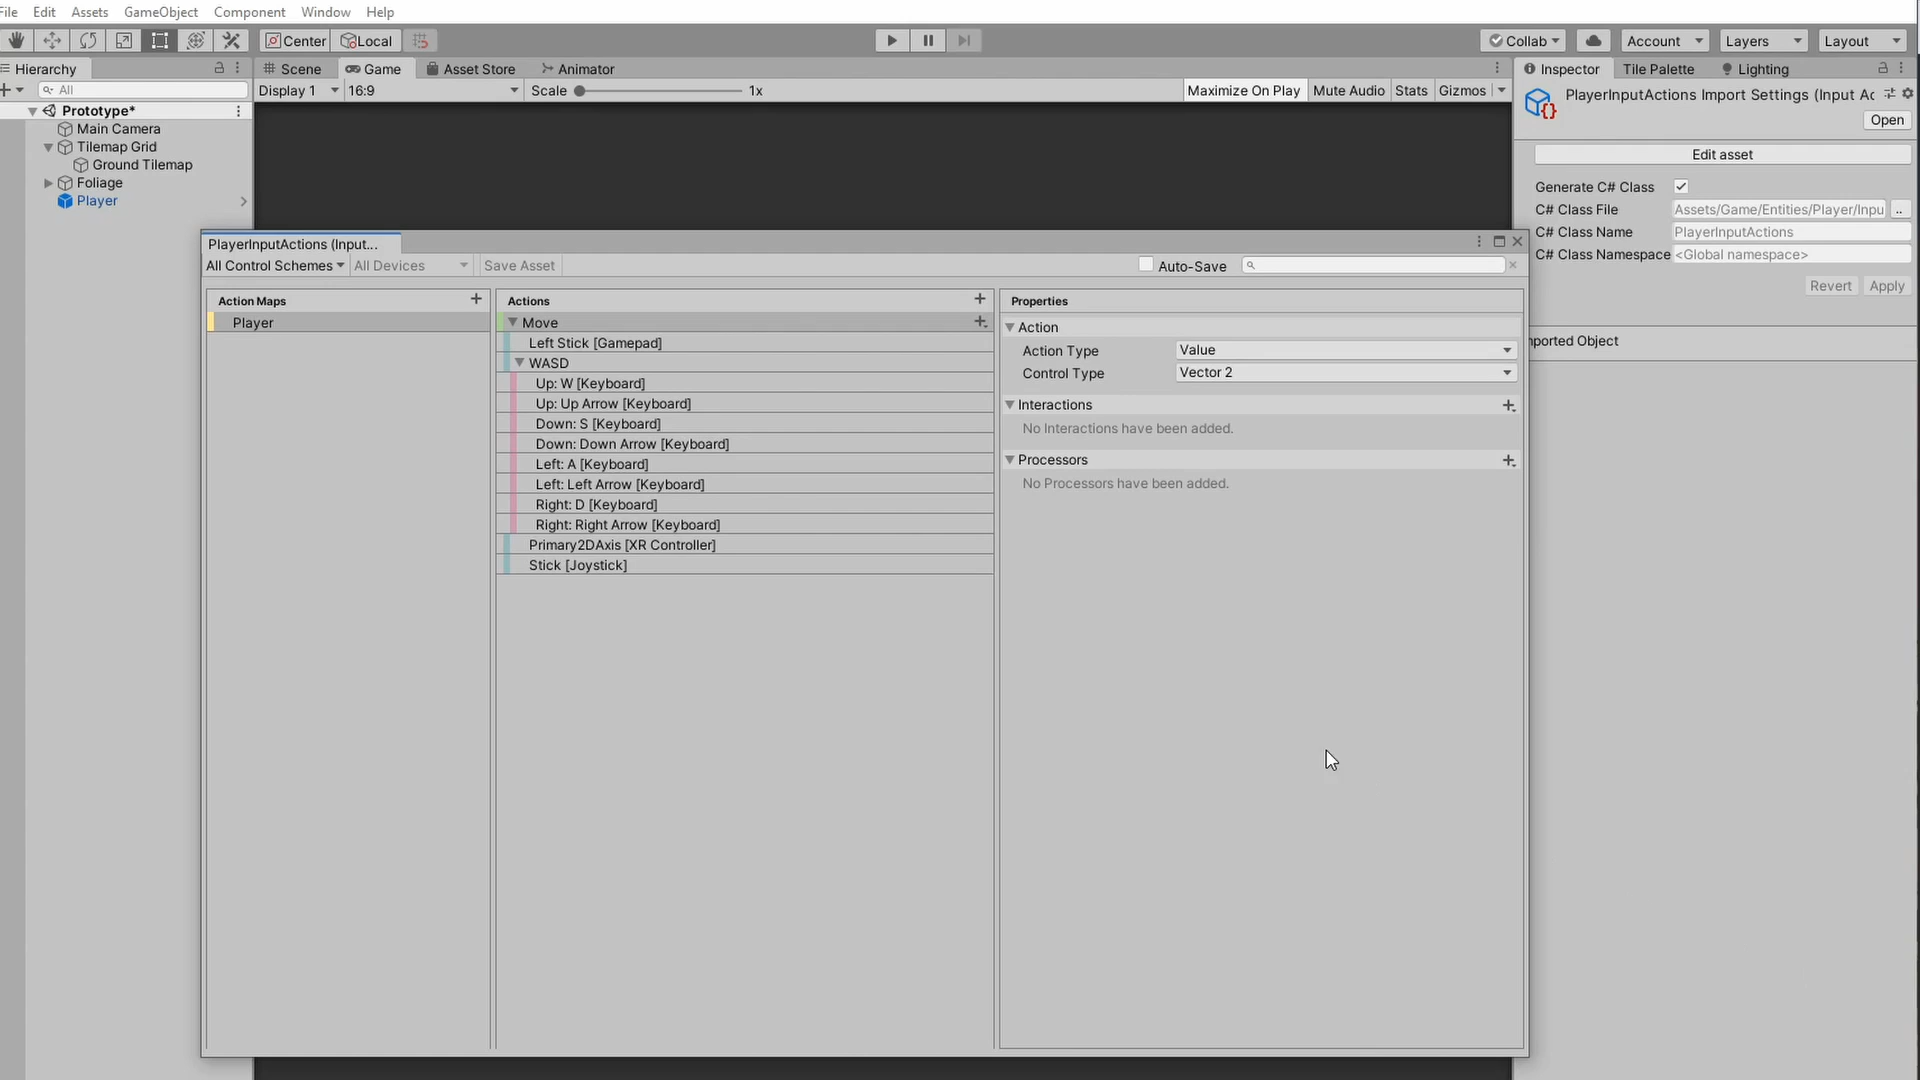 File Edit Assets GameObject Component Window Help
Center Local Collab Account Layers Layout
Hierarchy
All
Prototype*
Main Camera
Tilemap Grid
Ground Tilemap
Foliage
Player
Scene Game Asset Store Animator
Display 1 16:9 Scale 1x Maximize On Play Mute Audio Stats Gizmos
PlayerInputActions (Input...
All Control Schemes All Devices Save Asset Auto-Save
Action Maps
Player
Actions
Move
Left Stick [Gamepad]
WASD
Up: W [Keyboard]
Up: Up Arrow [Keyboard]
Down: S [Keyboard]
Down: Down Arrow [Keyboard]
Left: A [Keyboard]
Left: Left Arrow [Keyboard]
Right: D [Keyboard]
Right: Right Arrow [Keyboard]
Primary2DAxis [XR Controller]
Stick [Joystick]
Properties
Action
Action Type Value
Control Type Vector 2
Interactions
No Interactions have been added.
Processors
No Processors have been added.
Inspector Tile Palette Lighting
PlayerInputActions Import Settings (Input Ac
Open
Edit asset
Generate C# Class
C# Class File Assets/Game/Entities/Player/Inpu ..
C# Class Name PlayerInputActions
C# Class Namespace <Global namespace>
Revert Apply
ported Object